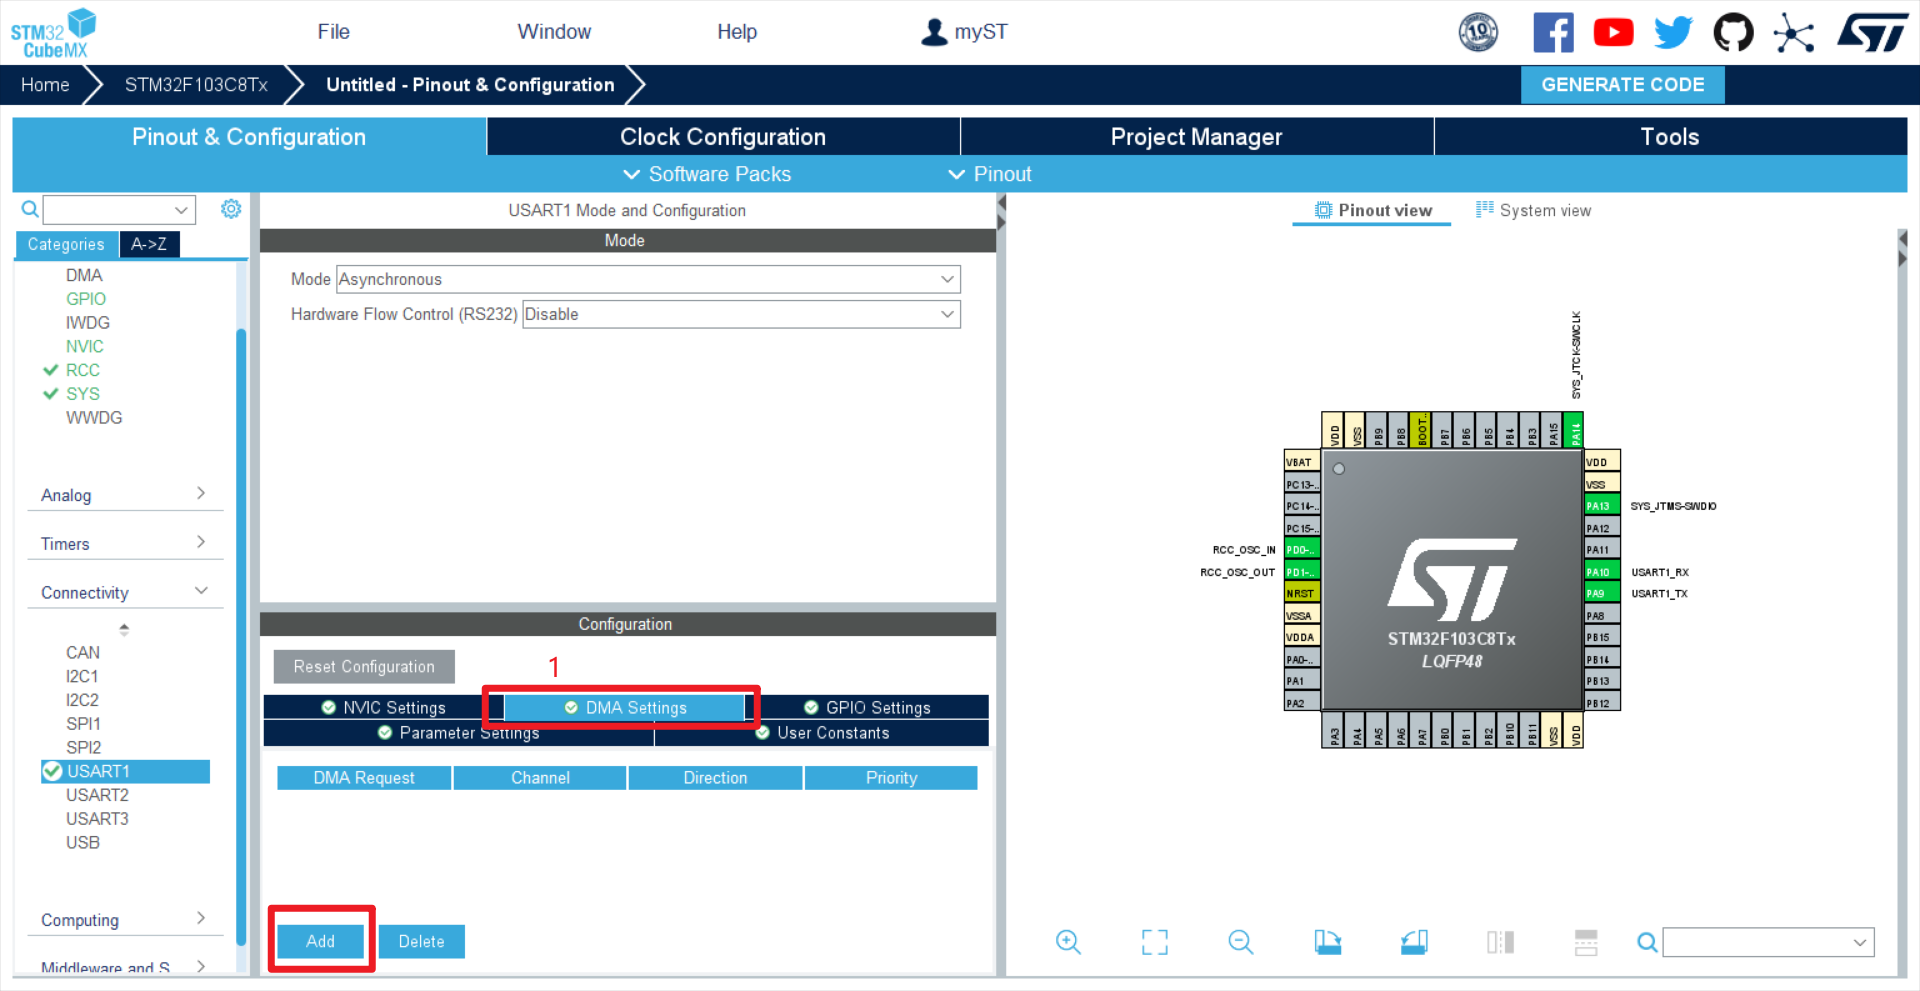 STM32
CubeMX
File
Window
Help
myST
10
Home
STM32F103C8Tx
Untitled - Pinout & Configuration
GENERATE CODE
Pinout & Configuration
Clock Configuration
Project Manager
Tools
Software Packs
Pinout
Categories
A->Z
DMA
GPIO
IWDG
NVIC
RCC
SYS
WWDG
Analog
Timers
Connectivity
CAN
I2C1
I2C2
SPI1
SPI2
USART1
USART2
USART3
USB
Computing
Middleware and S
USART1 Mode and Configuration
Mode
Mode Asynchronous
Hardware Flow Control (RS232) Disable
Configuration
Reset Configuration
1
NVIC Settings
DMA Settings
GPIO Settings
Parameter Settings
User Constants
DMA Request
Channel
Direction
Priority
Add
Delete
Pinout view
System view
SYS_JTCK-SWCLK
VDD
VSS
PB9
PB8
BOOT..
PB7
PB6
PB5
PB4
PB3
PA15
PA14
VBAT
PC13-..
PC14-..
PC15-..
RCC_OSC_IN PD0-..
RCC_OSC_OUT PD1-..
NRST
VSSA
VDDA
PA0-..
PA1
PA2
STM32F103C8Tx
LQFP48
VDD
VSS
PA13 SYS_JTMS-SWDIO
PA12
PA11
PA10 USART1_RX
PA9 USART1_TX
PA8
PB15
PB14
PB13
PB12
PA3
PA4
PA5
PA6
PA7
PB0
PB1
PB2
PB10
PB11
VSS
VDD